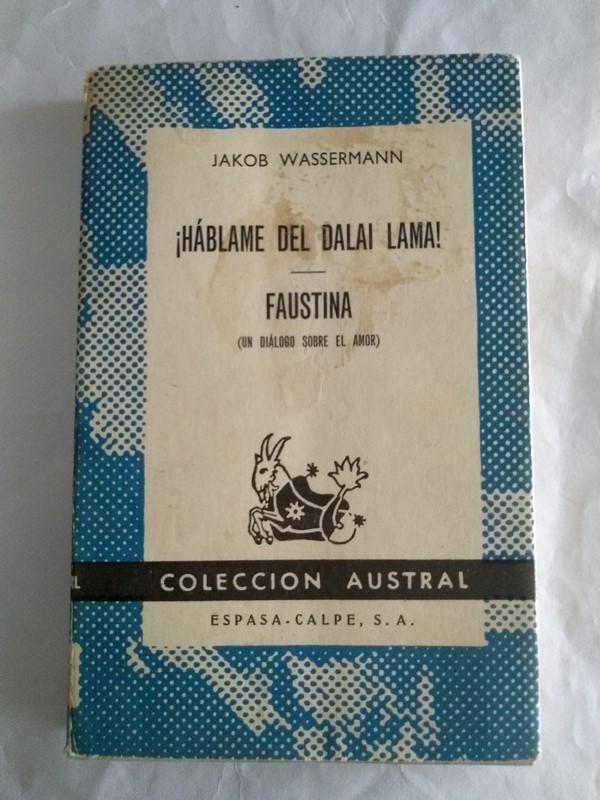 JAKOB WASSERMANN
¡HÁBLAME DEL DALAI LAMA!
FAUSTINA
(UN DIÁLOGO SOBRE EL AMOR)
COLECCION AUSTRAL
ESPASA-CALPE, S. A.